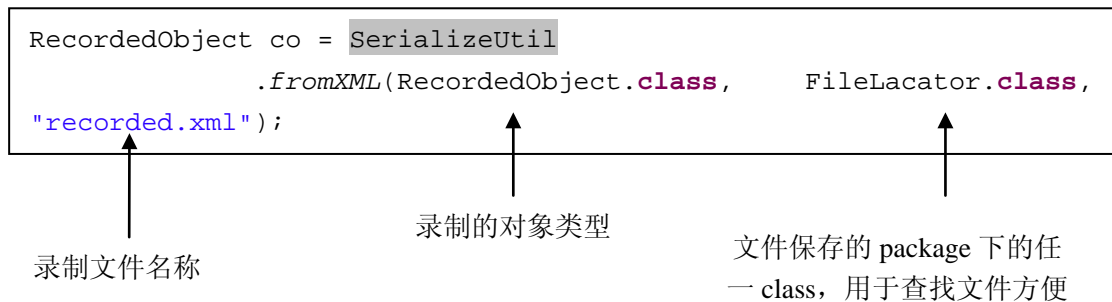 RecordedObject co = SerializeUtil
.fromXML(RecordedObject.class, FileLacator.class,
"recorded.xml");
录制文件名称
录制的对象类型
文件保存的 package 下的任
一 class，用于查找文件方便